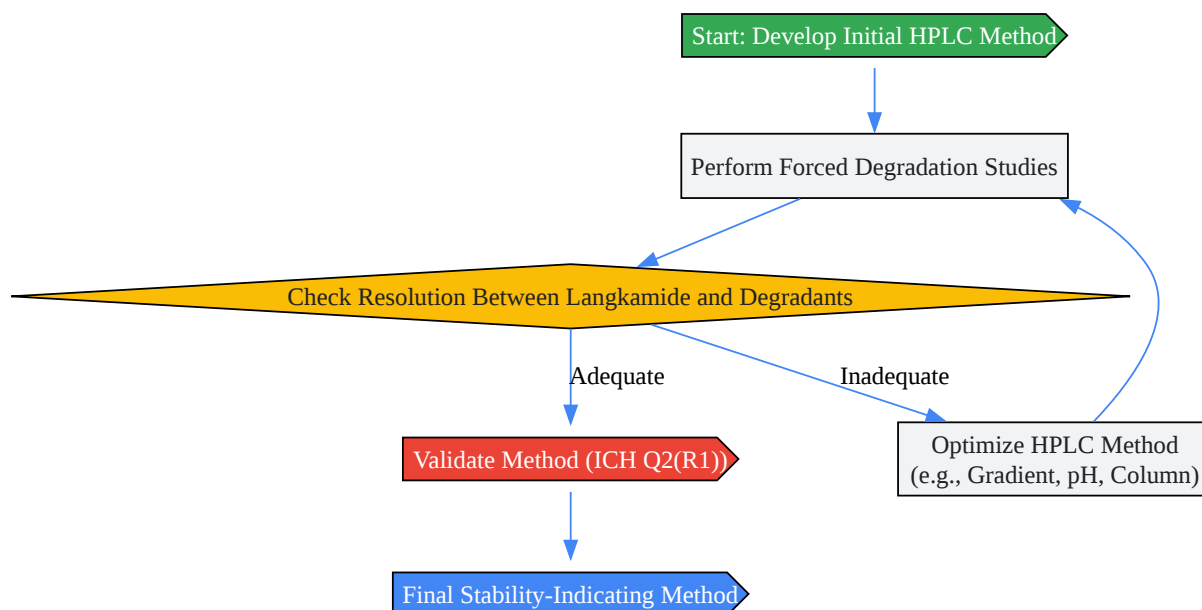 Start: Develop Initial HPLC Method
Perform Forced Degradation Studies
Check Resolution Between Langkamide and Degradants
Adequate
Inadequate
Validate Method (ICH Q2(R1))
Optimize HPLC Method
(e.g., Gradient, pH, Column)
Final Stability-Indicating Method